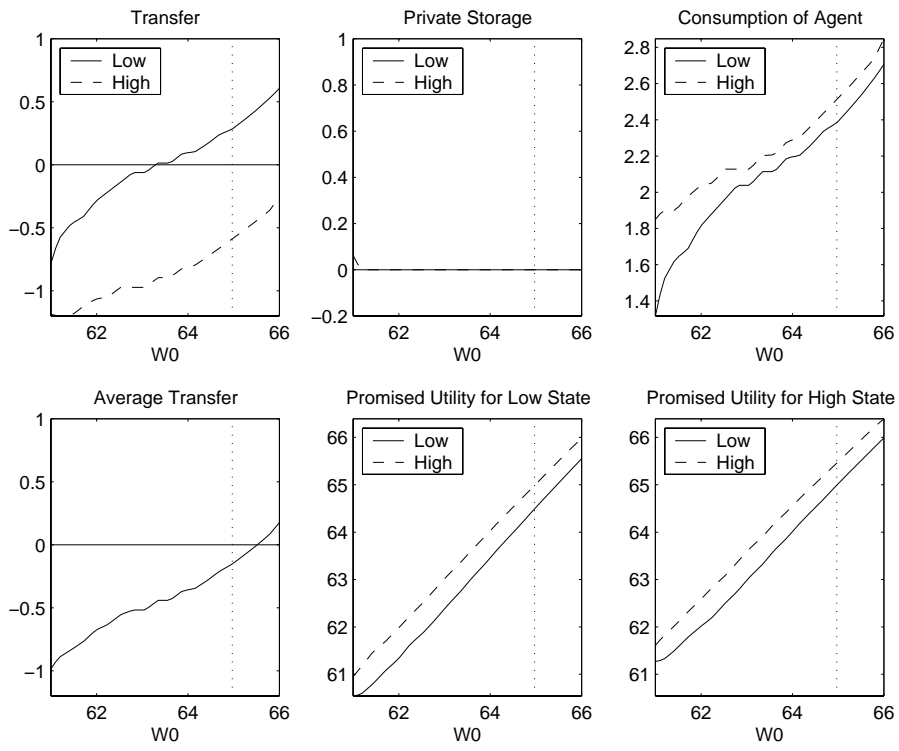 Transfer
1
0.5
0
−0.5
−1
Low
High
62
64
66
W0
Private Storage
1
0.8
0.6
0.4
0.2
0
−0.2
Low
High
62
64
66
W0
Consumption of Agent
2.8
2.6
2.4
2.2
2
1.8
1.6
1.4
Low
High
62
64
66
W0
Average Transfer
1
0.5
0
−0.5
−1
62
64
66
W0
Promised Utility for Low State
66
65
64
63
62
61
Low
High
62
64
66
W0
Promised Utility for High State
66
65
64
63
62
61
Low
High
62
64
66
W0